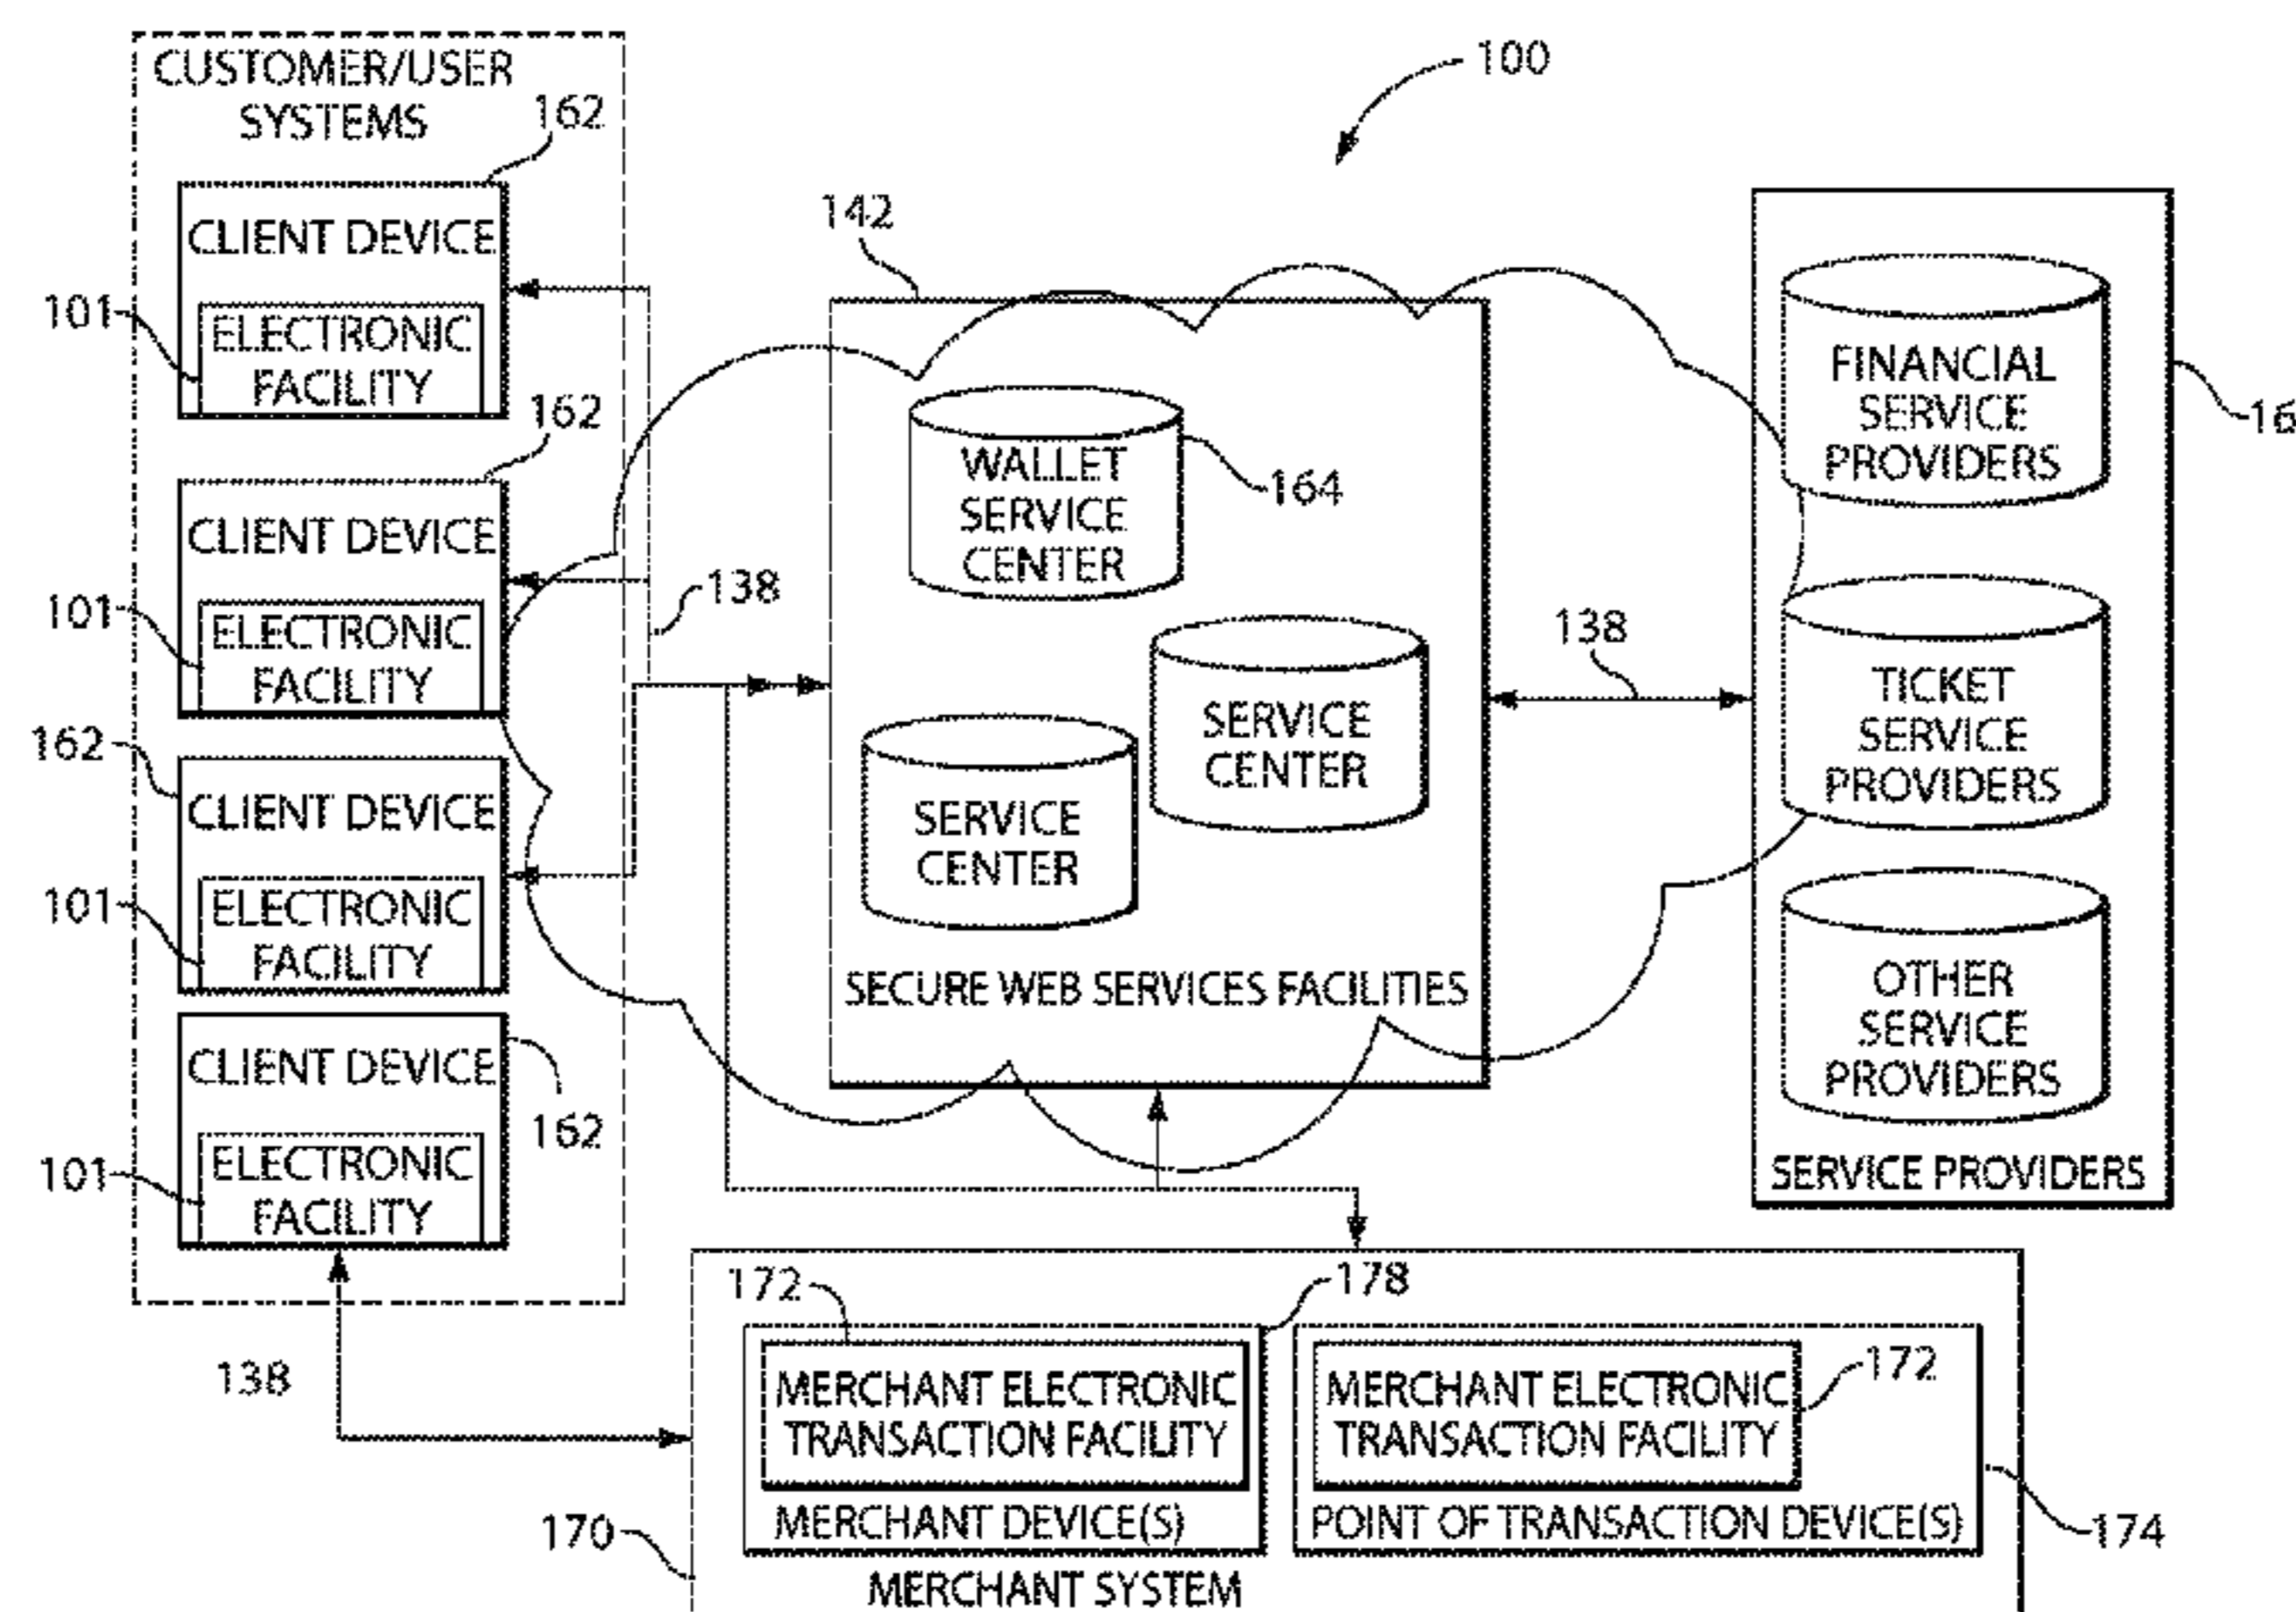 CUSTOMER/USER
SYSTEMS
162
CLIENT DEVICE
101
ELECTRONIC
FACILITY
162
CLIENT DEVICE
101
ELECTRONIC
FACILITY
162
CLIENT DEVICE
101
ELECTRONIC
FACILITY
CLIENT DEVICE
162
101
ELECTRONIC
FACILITY
138
138
100
142
WALLET
SERVICE
CENTER
164
SERVICE
CENTER
SERVICE
CENTER
SECURE WEB SERVICES FACILITIES
138
FINANCIAL
SERVICE
PROVIDERS
16
TICKET
SERVICE
PROVIDERS
OTHER
SERVICE
PROVIDERS
SERVICE PROVIDERS
172
178
MERCHANT ELECTRONIC
TRANSACTION FACILITY
MERCHANT DEVICE(S)
MERCHANT ELECTRONIC
TRANSACTION FACILITY
172
POINT OF TRANSACTION DEVICE(S)
174
170
MERCHANT SYSTEM